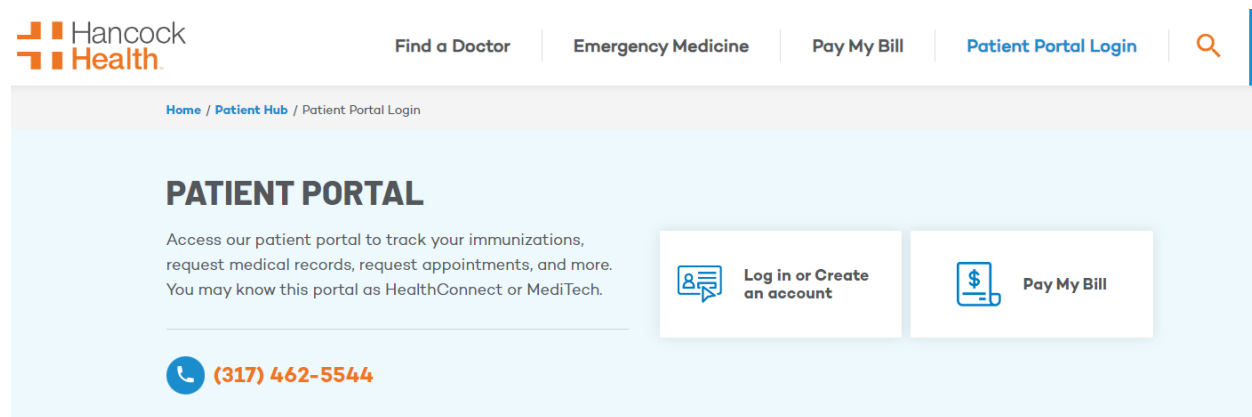 Hancock
Health
Find a Doctor
Emergency Medicine
Pay My Bill
Patient Portal Login
Home / Patient Hub / Patient Portal Login
PATIENT PORTAL
Access our patient portal to track your immunizations,
request medical records, request appointments, and more.
You may know this portal as HealthConnect or MediTech.
(317) 462-5544
Log in or Create
an account
$
Pay My Bill